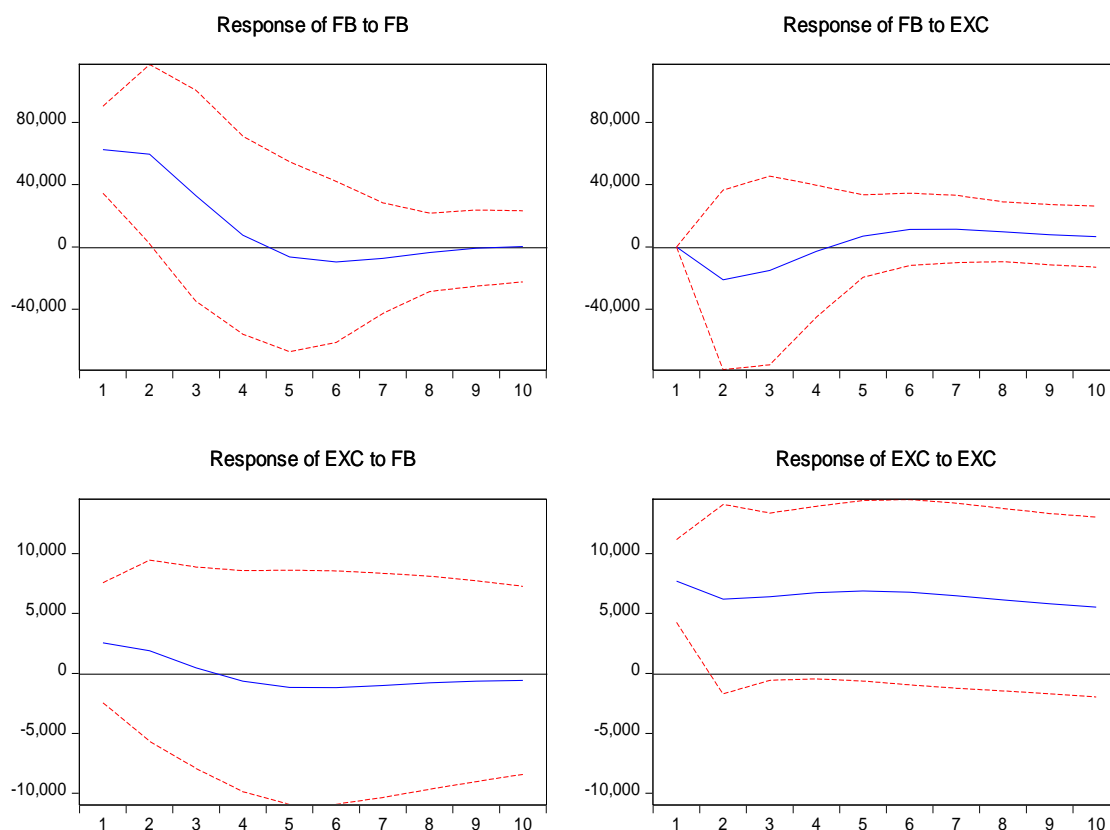 Response of FB to FB
80,000
40,000
0
-40,000
1 2 3 4 5 6 7 8 9 10
Response of FB to EXC
80,000
40,000
0
-40,000
1 2 3 4 5 6 7 8 9 10
Response of EXC to FB
10,000
5,000
0
-5,000
-10,000
1 2 3 4 5 6 7 8 9 10
Response of EXC to EXC
10,000
5,000
0
-5,000
-10,000
1 2 3 4 5 6 7 8 9 10